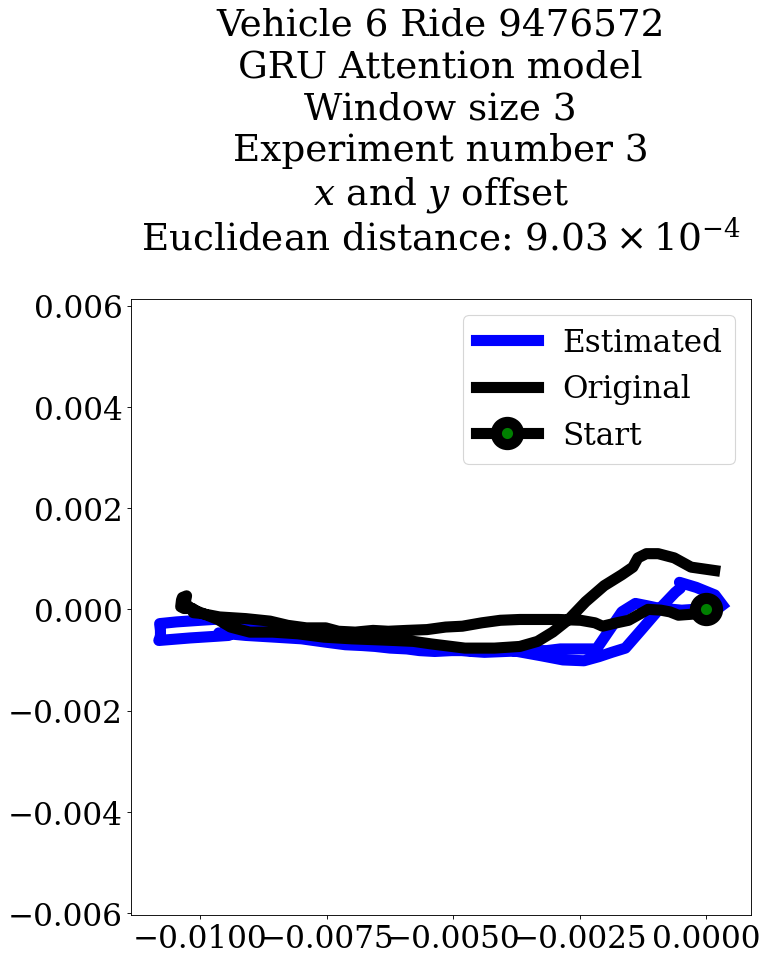 Vehicle 6 Ride 9476572
GRU Attention model
Window size 3
Experiment number 3
x and y offset
Euclidean distance: 9.03 × 10⁻⁴
0.006
Estimated
0.004
Original
Start
0.002
0.000
−0.002
−0.004
−0.006
−0.0100 −0.0075 −0.0050 −0.0025 0.0000